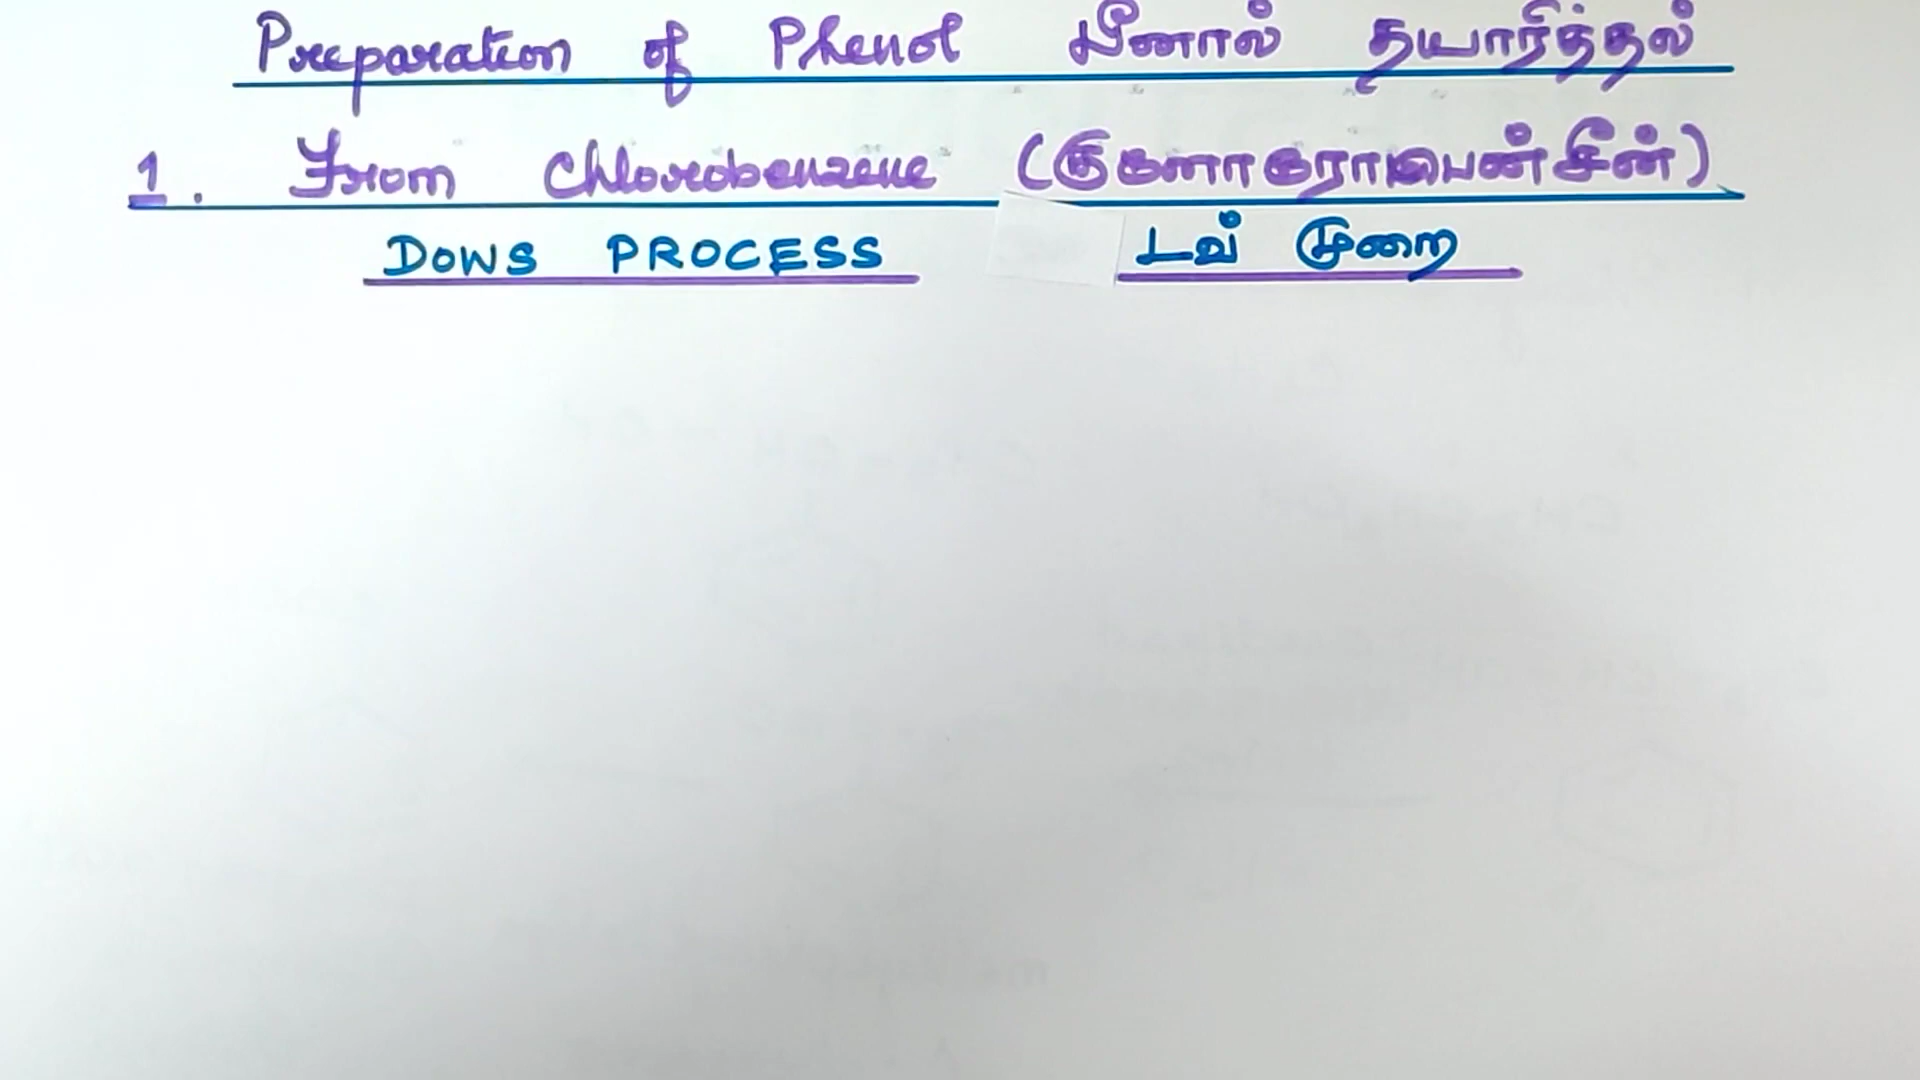 Preparation of Phenol பீனால் தயாரித்தல்
1. From Chlorobenzene (குளோரோபென்சீன்)
DOWS PROCESS டவ் முறை